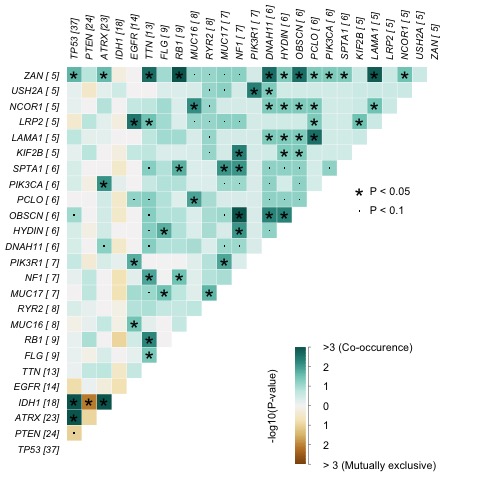 TP53 [37]
PTEN [24]
ATRX [23]
IDH1 [18]
EGFR [14]
TTN [13]
FLG [ 9]
RB1 [ 9]
MUC16 [ 8]
RYR2 [ 8]
MUC17 [ 7]
NF1 [ 7]
PIK3R1 [ 7]
DNAH11 [ 6]
HYDIN [ 6]
OBSCN [ 6]
PCLO [ 6]
PIK3CA [ 6]
SPTA1 [ 6]
KIF2B [ 5]
LAMA1 [ 5]
LRP2 [ 5]
NCOR1 [ 5]
USH2A [ 5]
ZAN [ 5]
ZAN [ 5]
USH2A [ 5]
NCOR1 [ 5]
LRP2 [ 5]
LAMA1 [ 5]
KIF2B [ 5]
SPTA1 [ 6]
PIK3CA [ 6]
PCLO [ 6]
OBSCN [ 6]
HYDIN [ 6]
DNAH11 [ 6]
PIK3R1 [ 7]
NF1 [ 7]
MUC17 [ 7]
RYR2 [ 8]
MUC16 [ 8]
RB1 [ 9]
FLG [ 9]
TTN [13]
EGFR [14]
IDH1 [18]
ATRX [23]
PTEN [24]
TP53 [37]
* P < 0.05
· P < 0.1
-log10(P-value)
>3 (Co-occurence)
2
1
0
1
2
> 3 (Mutually exclusive)